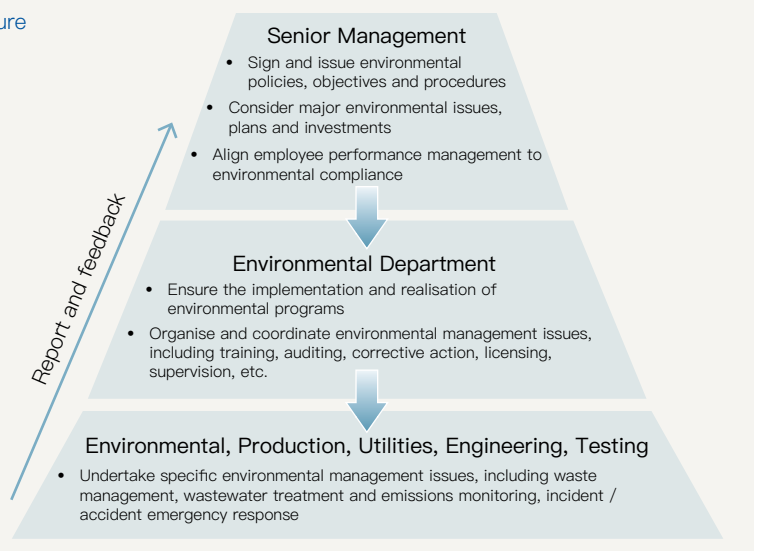 ure
Senior Management
• Sign and issue environmental
policies, objectives and procedures
• Consider major environmental issues,
plans and investments
• Align employee performance management to
environmental compliance
Report and feedback
Environmental Department
• Ensure the implementation and realisation of
environmental programs
• Organise and coordinate environmental management issues,
including training, auditing, corrective action, licensing,
supervision, etc.
Environmental, Production, Utilities, Engineering, Testing
• Undertake specific environmental management issues, including waste
management, wastewater treatment and emissions monitoring, incident /
accident emergency response